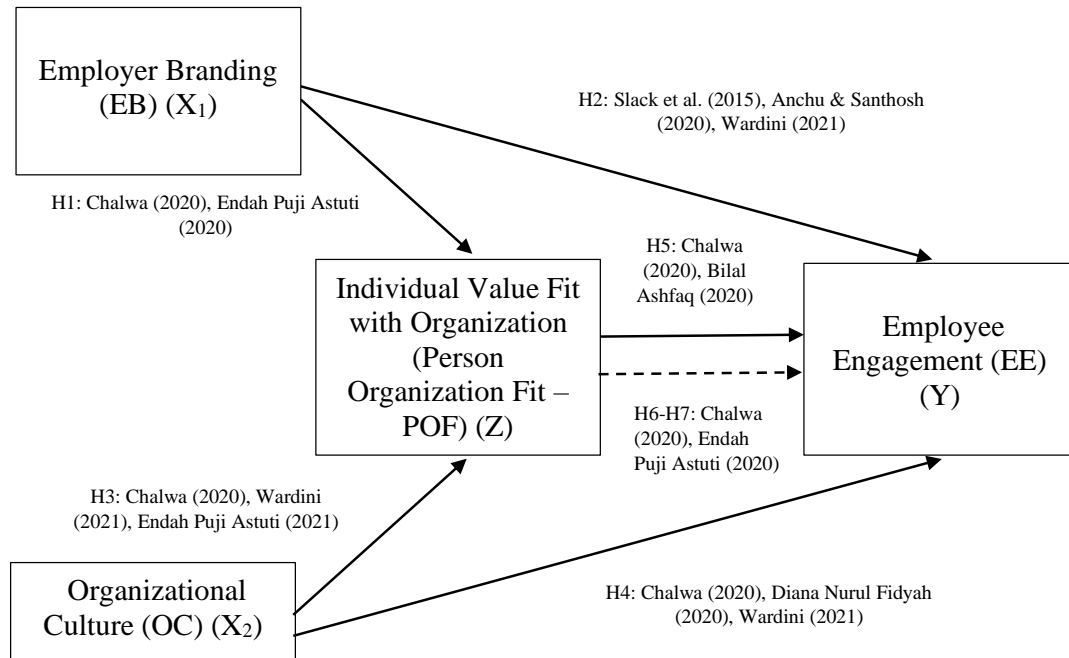 Employer Branding
(EB) (X1)
H2: Slack et al. (2015), Anchu & Santhosh
(2020), Wardini (2021)
H1: Chalwa (2020), Endah Puji Astuti
(2020)
H5: Chalwa
(2020), Bilal
Ashfaq (2020)
Individual Value Fit
with Organization
(Person
Organization Fit –
POF) (Z)
Employee
Engagement (EE)
(Y)
H6-H7: Chalwa
(2020), Endah
Puji Astuti (2020)
H3: Chalwa (2020), Wardini
(2021), Endah Puji Astuti (2021)
Organizational
Culture (OC) (X2)
H4: Chalwa (2020), Diana Nurul Fidyah
(2020), Wardini (2021)